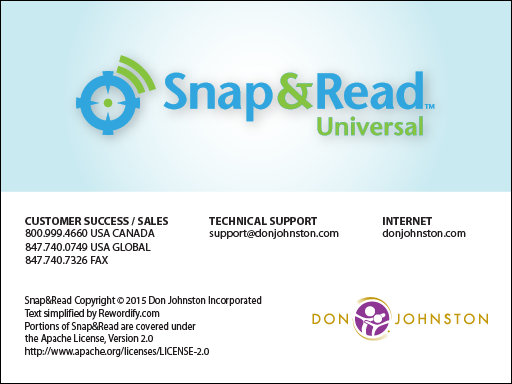 Snap&Read™
Universal
CUSTOMER SUCCESS / SALES
800.999.4660 USA CANADA
847.740.0749 USA GLOBAL
847.740.7326 FAX
TECHNICAL SUPPORT
support@donjohnston.com
INTERNET
donjohnston.com
Snap&Read Copyright © 2015 Don Johnston Incorporated
Text simplified by Rewordify.com
Portions of Snap&Read are covered under
the Apache License, Version 2.0
http://www.apache.org/licenses/LICENSE-2.0
DON JOHNSTON